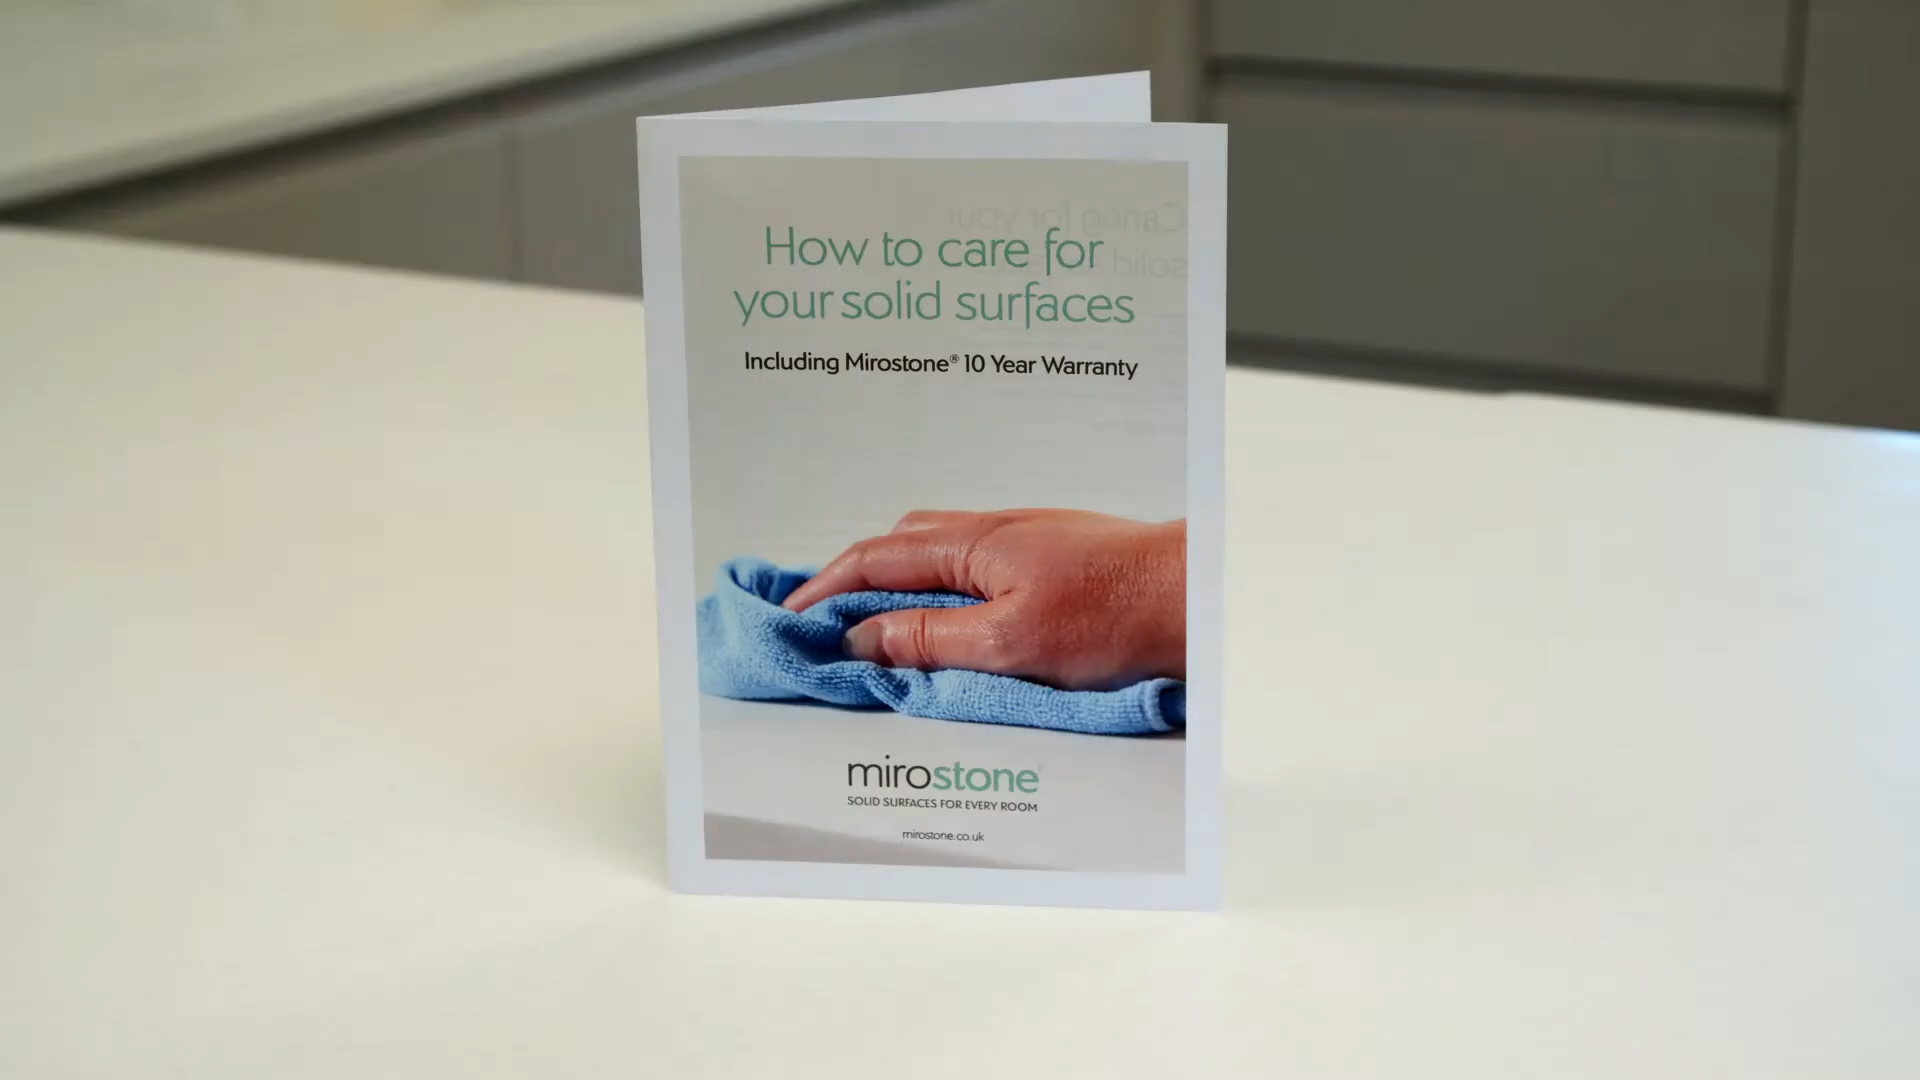 How to care for
your solid surfaces
Including Mirostone® 10 Year Warranty
mirostone
SOLID SURFACES FOR EVERY ROOM
mirostone.co.uk